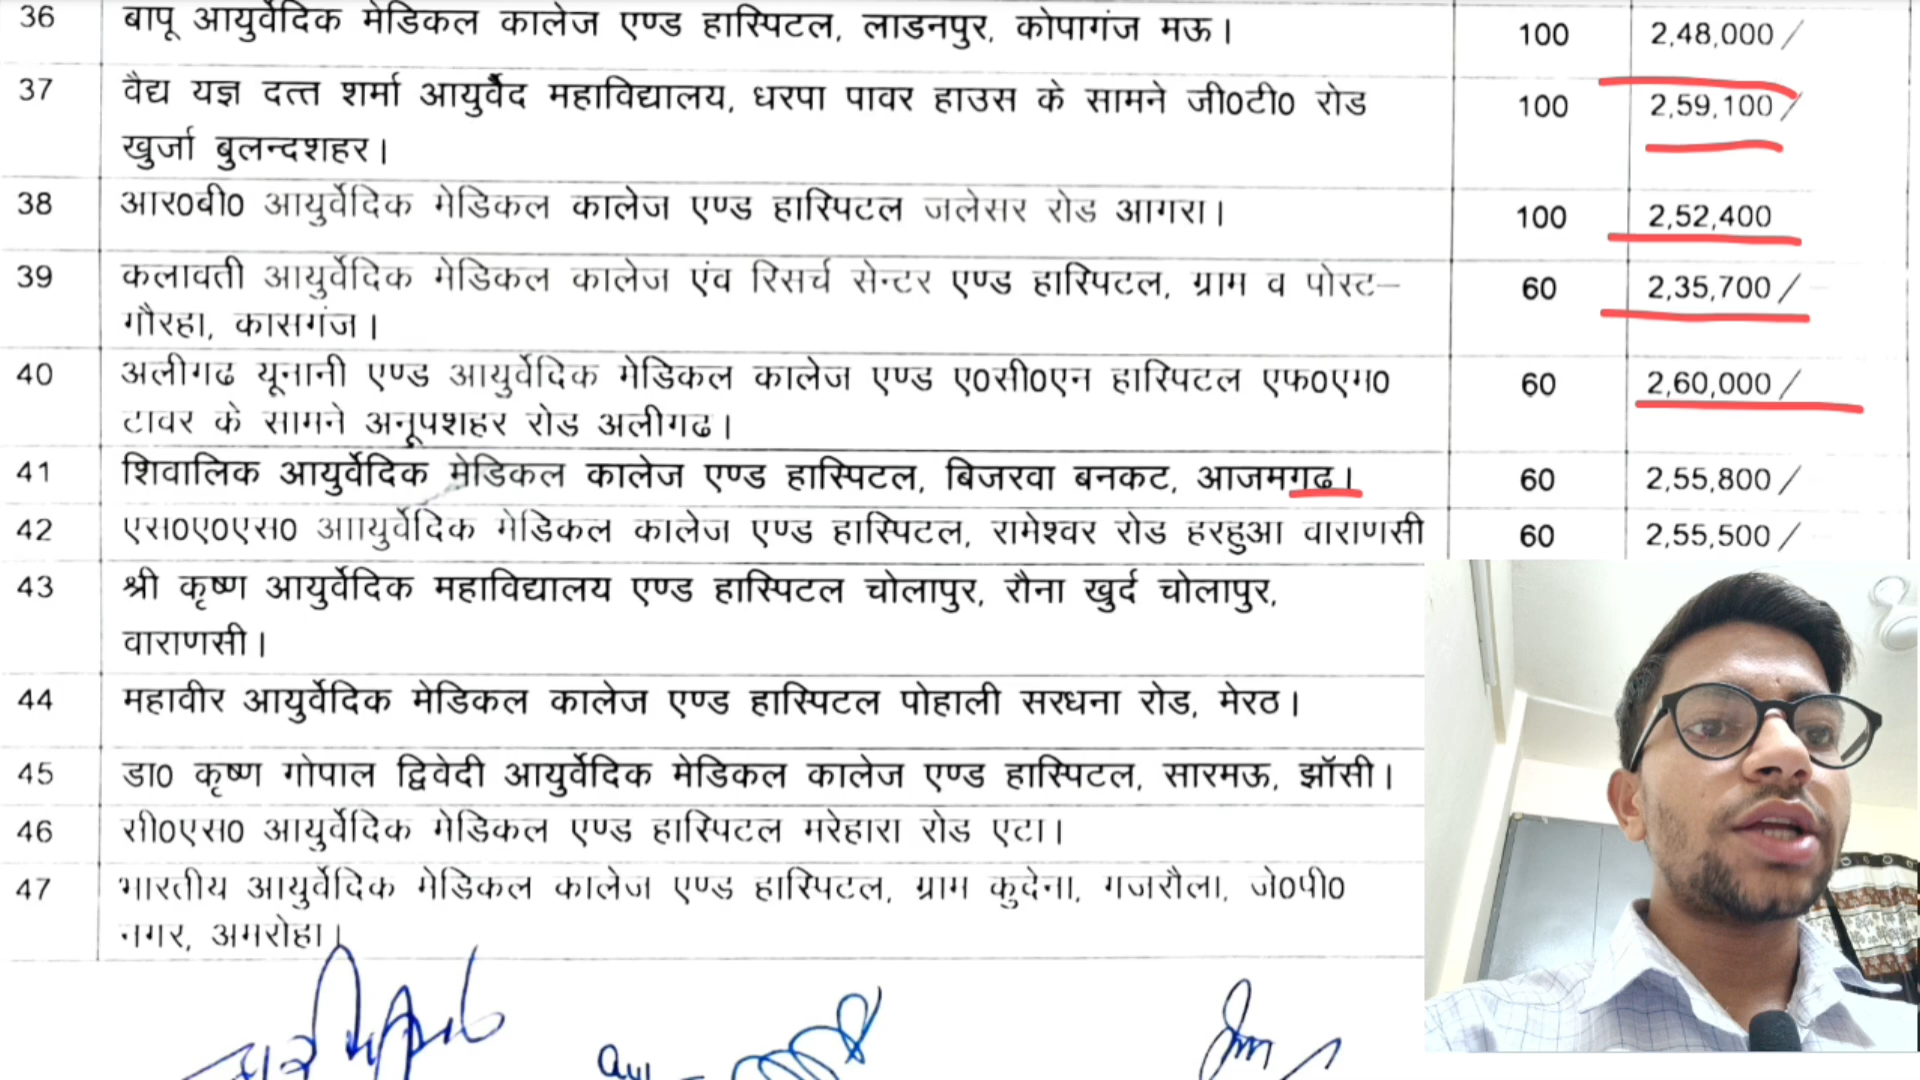 36 बापू आयुर्वेदिक मेडिकल कालेज एण्ड हास्पिटल, लाडनपुर, कोपागंज मऊ। 100 2,48,000/
37 वैद्य यज्ञ दत्त शर्मा आयुर्वेद महाविद्यालय, धरपा पावर हाउस के सामने जी0टी0 रोड 100 2,59,100/
खुर्जा बुलन्दशहर।
38 आर0बी0 आयुर्वेदिक मेडिकल कालेज एण्ड हास्पिटल जलेसर रोड आगरा। 100 2,52,400
39 कलावती आयुर्वेदिक मेडिकल कालेज एंव रिसर्च सेन्टर एण्ड हास्पिटल, ग्राम व पोस्ट– 60 2,35,700/
गौरहा, कासगंज।
40 अलीगढ यूनानी एण्ड आयुर्वेदिक मेडिकल कालेज एण्ड ए0सी0एन हास्पिटल एफ0एम0 60 2,60,000/
टावर के सामने अनूपशहर रोड अलीगढ।
41 शिवालिक आयुर्वेदिक मेडिकल कालेज एण्ड हास्पिटल, बिजरवा बनकट, आजमगढ। 60 2,55,800/
42 एस0ए0एस0 आायुर्वेदिक मेडिकल कालेज एण्ड हास्पिटल, रामेश्वर रोड हरहुआ वाराणसी 60 2,55,500/
43 श्री कृष्ण आयुर्वेदिक महाविद्यालय एण्ड हास्पिटल चोलापुर, रौना खुर्द चोलापुर,
वाराणसी।
44 महावीर आयुर्वेदिक मेडिकल कालेज एण्ड हास्पिटल पोहाली सरधना रोड, मेरठ।
45 डा0 कृष्ण गोपाल द्विवेदी आयुर्वेदिक मेडिकल कालेज एण्ड हास्पिटल, सारमऊ, झॉसी।
46 सी0एस0 आयुर्वेदिक मेडिकल एण्ड हास्पिटल मरेहारा रोड एटा।
47 भारतीय आयुर्वेदिक मेडिकल कालेज एण्ड हास्पिटल, ग्राम कुदेना, गजरौला, जे0पी0
नगर, अमरोहा।